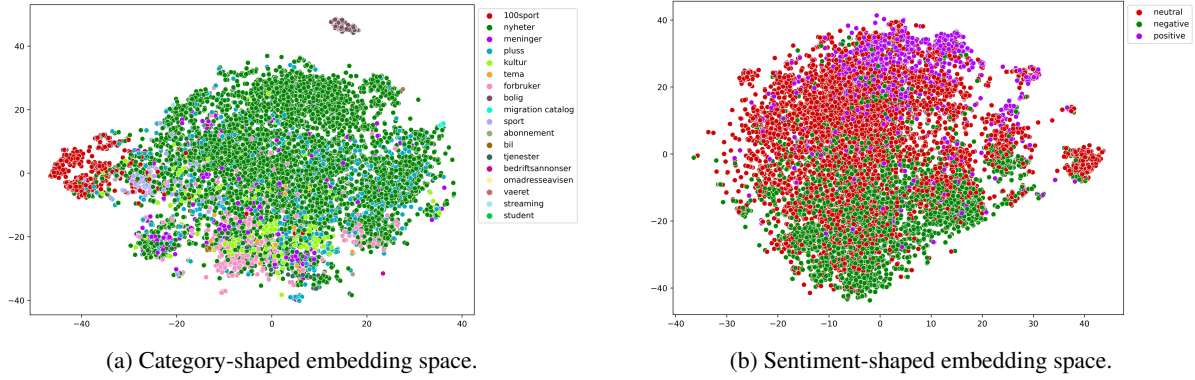 40
20
0
−20
−40
−40
−20
0
20
40
100sport
nyheter
meninger
pluss
kultur
tema
forbruker
bolig
migration catalog
sport
abonnement
bil
tjenester
bedriftsannonser
omadresseavisen
vaeret
streaming
student
(a) Category-shaped embedding space.
40
20
0
−20
−40
−40
−30
−20
−10
0
10
20
30
40
neutral
negative
positive
(b) Sentiment-shaped embedding space.